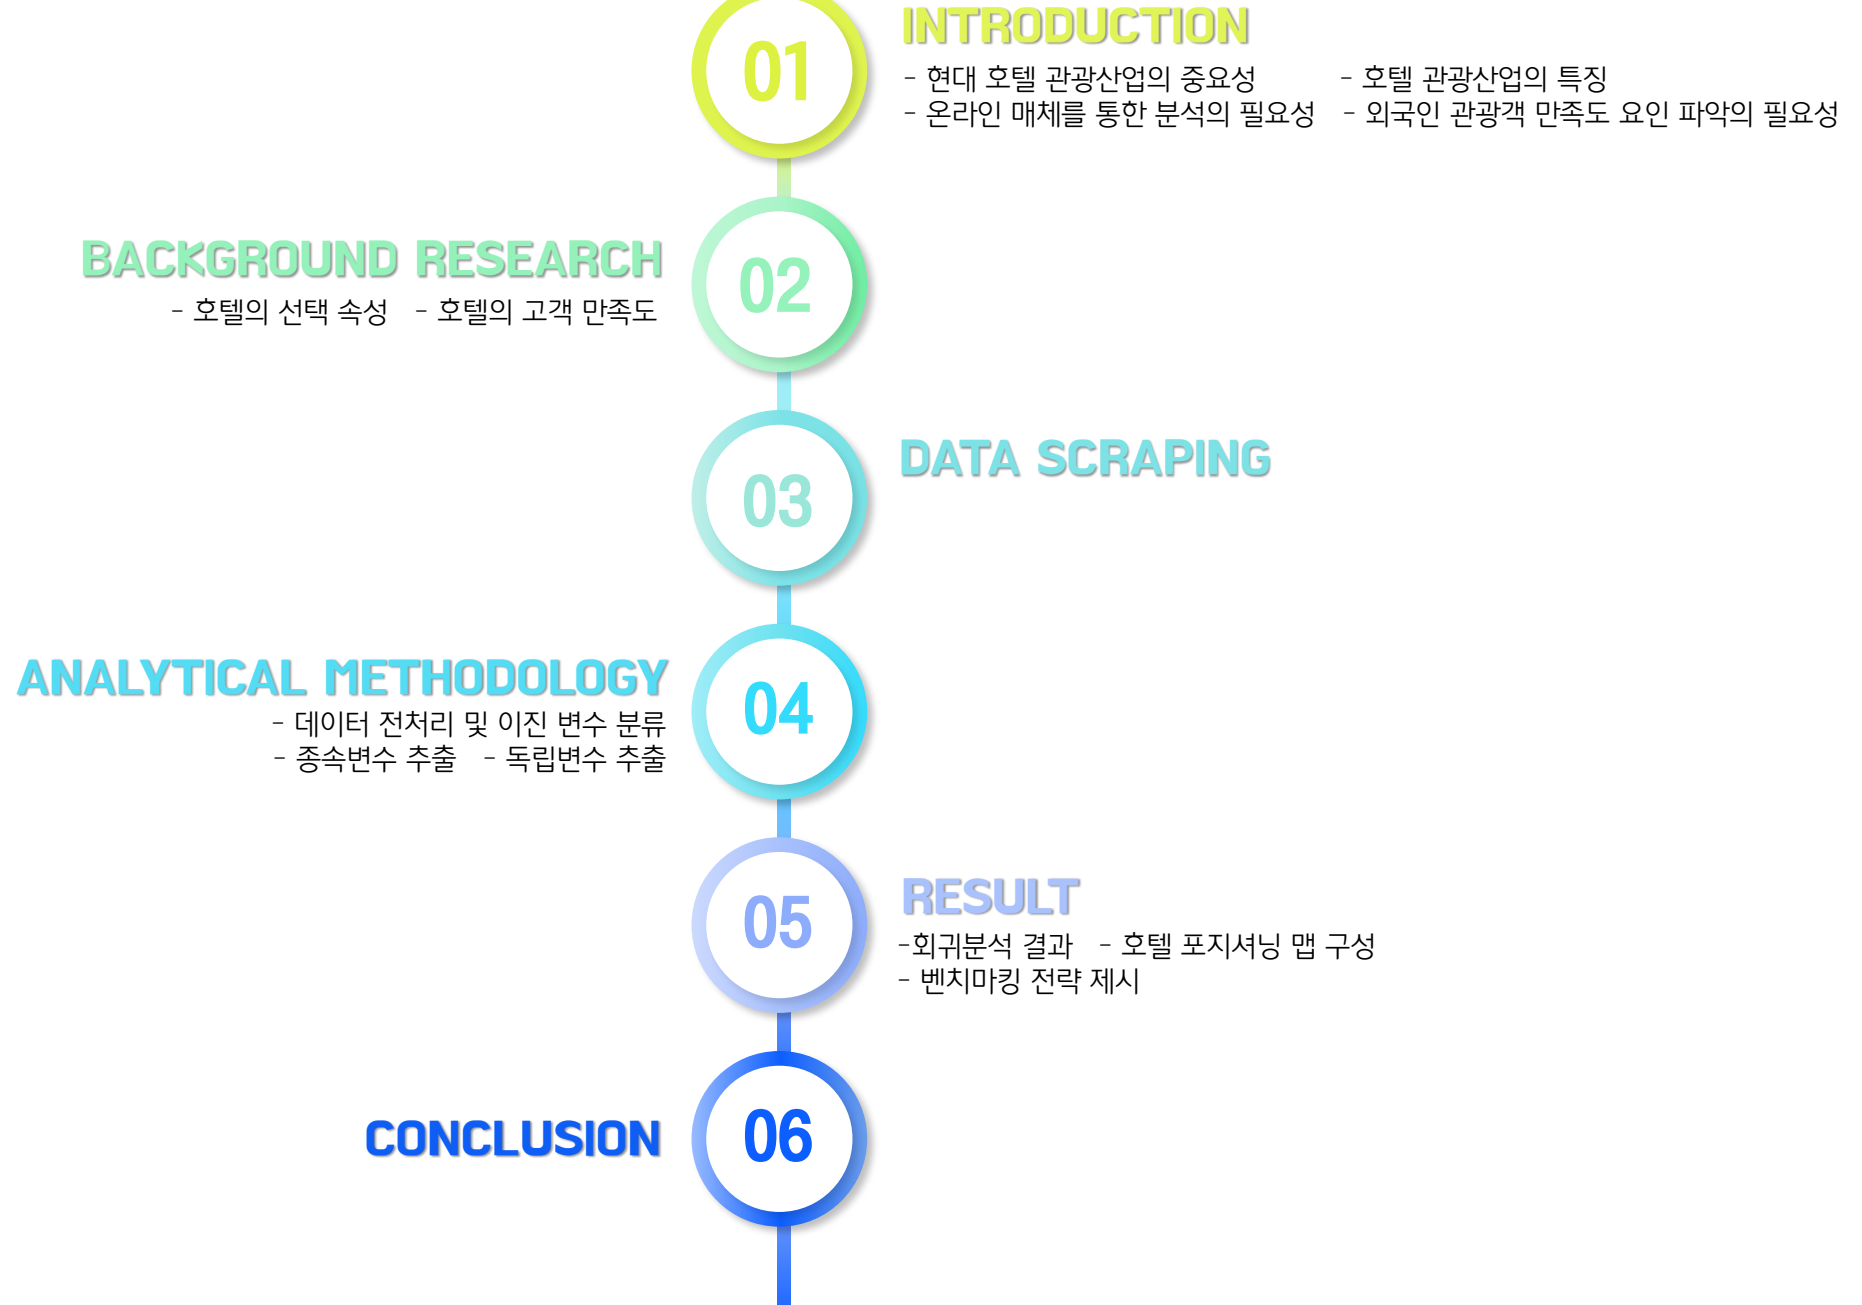 01
INTRODUCTION
- 현대 호텔 관광산업의 중요성 - 호텔 관광산업의 특징
- 온라인 매체를 통한 분석의 필요성 - 외국인 관광객 만족도 요인 파악의 필요성
02
BACKGROUND RESEARCH
- 호텔의 선택 속성 - 호텔의 고객 만족도
03
DATA SCRAPING
04
ANALYTICAL METHODOLOGY
- 데이터 전처리 및 이진 변수 분류
- 종속변수 추출 - 독립변수 추출
05
RESULT
-회귀분석 결과 - 호텔 포지셔닝 맵 구성
- 벤치마킹 전략 제시
06
CONCLUSION